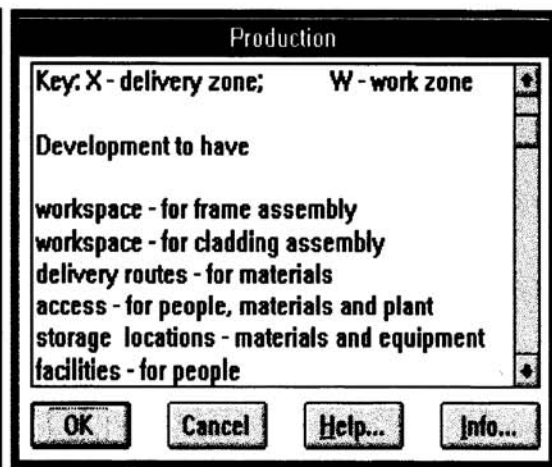 Production
Key: X - delivery zone; W - work zone
Development to have
workspace - for frame assembly
workspace - for cladding assembly
delivery routes - for materials
access - for people, materials and plant
storage locations - materials and equipment
facilities - for people
OK Cancel Help... Info...